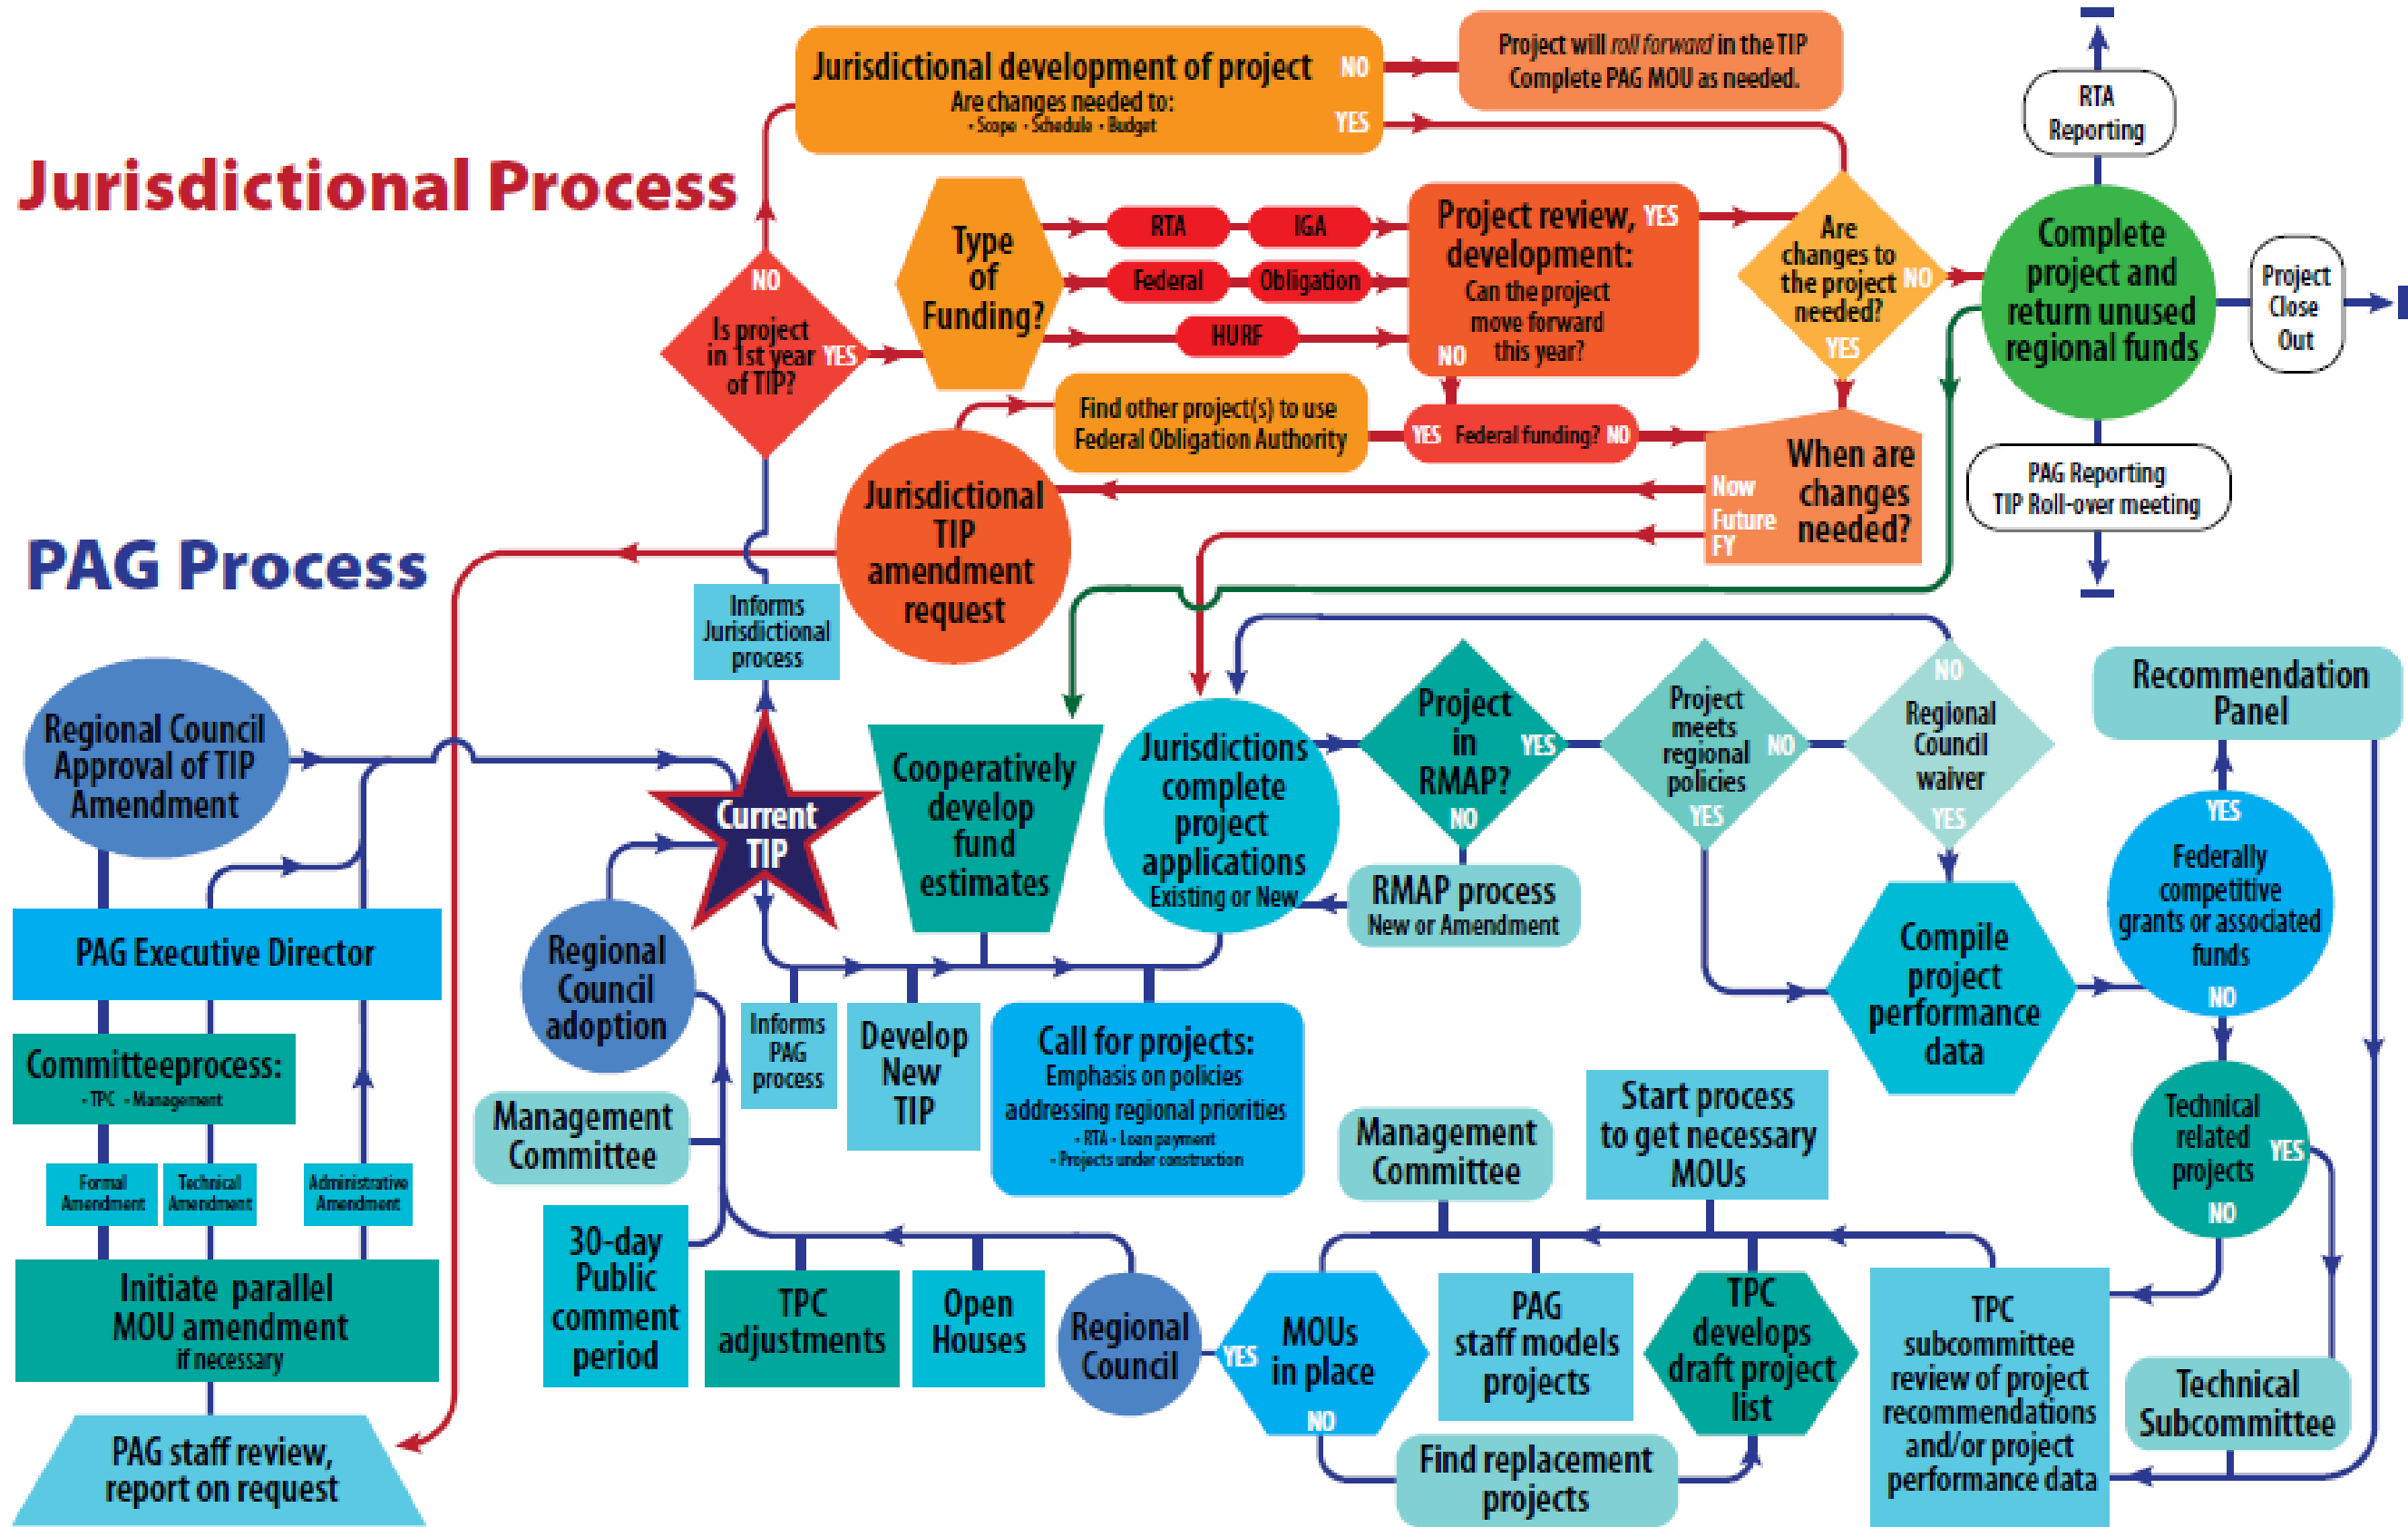 Jurisdictional Process
Jurisdictional development of project NO
Are changes needed to:
• Scope • Schedule • Budget
YES
Project will roll forward in the TIP
Complete PAG MOU as needed.
RTA
Reporting
NO
Is project
in 1st year YES
of TIP?
Type
of
Funding?
RTA
IGA
Federal
Obligation
HURF
Project review, YES
development:
Can the project
move forward
NO this year?
Are
changes to
the project NO
needed?
YES
Complete
project and
return unused
regional funds
Project
Close
Out
PAG Reporting
TIP Roll-over meeting
Find other project(s) to use
Federal Obligation Authority
YES Federal funding? NO
When are
changes
needed?
Now
Future
FY
Jurisdictional
TIP
amendment
request
PAG Process
Informs
Jurisdictional
process
Regional Council
Approval of TIP
Amendment
Current
TIP
Cooperatively
develop
fund
estimates
Jurisdictions
complete
project
applications
Existing or New
Project
in YES
RMAP?
NO
RMAP process
New or Amendment
Project
meets
regional NO
policies
YES
NO
Regional
Council
waiver
YES
Recommendation
Panel
YES
Federally
competitive
grants or associated
funds
NO
Compile
project
performance
data
PAG Executive Director
Committeeprocess:
• TPC • Management
Formal
Amendment
Technical
Amendment
Administrative
Amendment
Initiate parallel
MOU amendment
if necessary
PAG staff review,
report on request
Regional
Council
adoption
Informs
PAG
process
Develop
New
TIP
Call for projects:
Emphasis on policies
addressing regional priorities
• RTA • Loan payment
• Projects under construction
Management
Committee
30-day
Public
comment
period
TPC
adjustments
Open
Houses
Regional
Council
Management
Committee
Start process
to get necessary
MOUs
YES MOUs
in place
NO
PAG
staff models
projects
TPC
develops
draft project
list
Find replacement
projects
Technical
related
projects YES
NO
TPC
subcommittee
review of project
recommendations
and/or project
performance data
Technical
Subcommittee